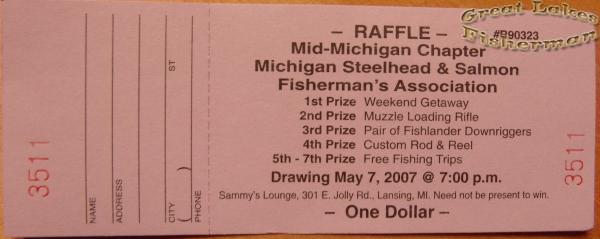 3511
NAME
ADDRESS
CITY ST
( ) PHONE
– RAFFLE – #R90323
Great Lakes Fisherman
Mid-Michigan Chapter
Michigan Steelhead & Salmon
Fisherman's Association
1st Prize Weekend Getaway
2nd Prize Muzzle Loading Rifle
3rd Prize Pair of Fishlander Downriggers
4th Prize Custom Rod & Reel
5th - 7th Prize Free Fishing Trips
Drawing May 7, 2007 @ 7:00 p.m.
Sammy's Lounge, 301 E. Jolly Rd., Lansing, MI. Need not be present to win.
– One Dollar –
3511